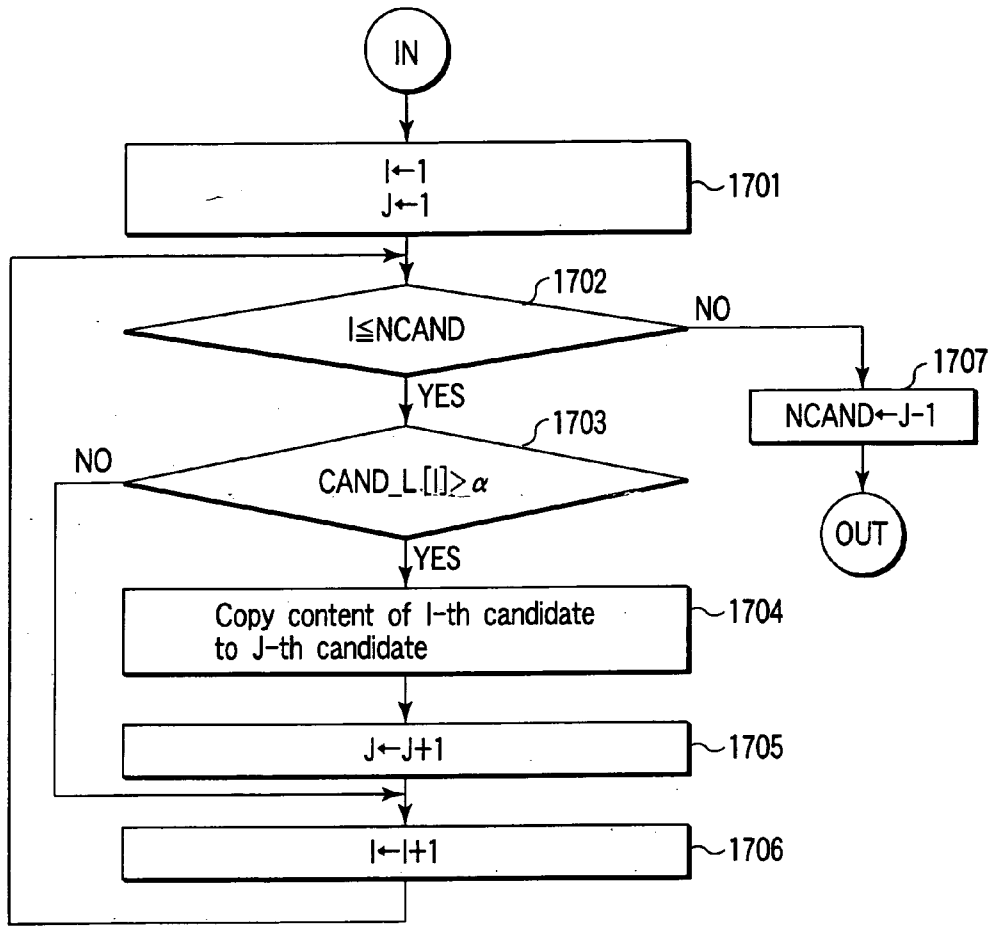 IN
I←1
J←1
1701
1702
I≦NCAND
NO
YES
1707
NCAND←J-1
1703
NO
CAND_L.[I]>α
OUT
YES
Copy content of I-th candidate
to J-th candidate
1704
J←J+1
1705
I←I+1
1706